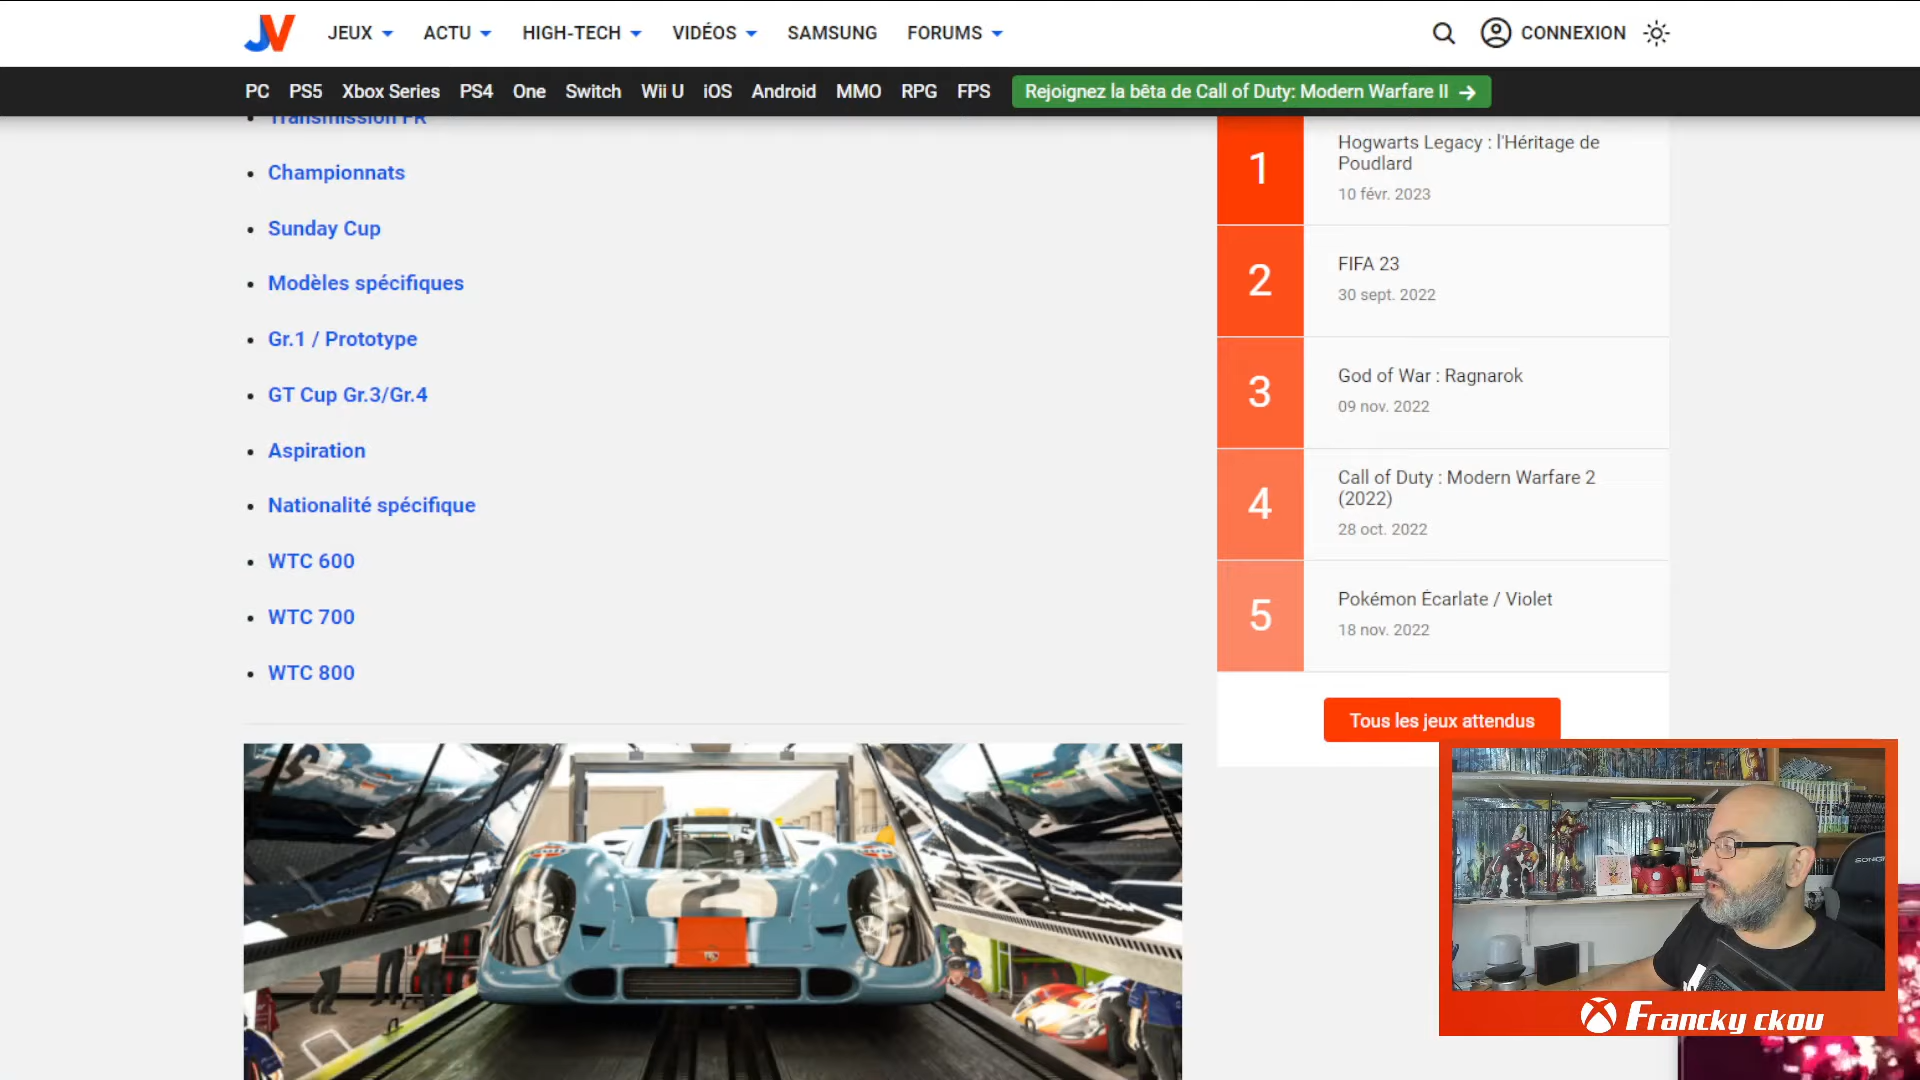 JV
JEUX
ACTU
HIGH-TECH
VIDÉOS
SAMSUNG
FORUMS
CONNEXION
PC
PS5
Xbox Series
PS4
One
Switch
Wii U
iOS
Android
MMO
RPG
FPS
Rejoignez la bêta de Call of Duty: Modern Warfare II
Transmission FR
Championnats
Sunday Cup
Modèles spécifiques
Gr.1 / Prototype
GT Cup Gr.3/Gr.4
Aspiration
Nationalité spécifique
WTC 600
WTC 700
WTC 800
1
Hogwarts Legacy : l'Héritage de
Poudlard
10 févr. 2023
2
FIFA 23
30 sept. 2022
3
God of War : Ragnarok
09 nov. 2022
4
Call of Duty : Modern Warfare 2
(2022)
28 oct. 2022
5
Pokémon Écarlate / Violet
18 nov. 2022
Tous les jeux attendus
2
Francky ckou